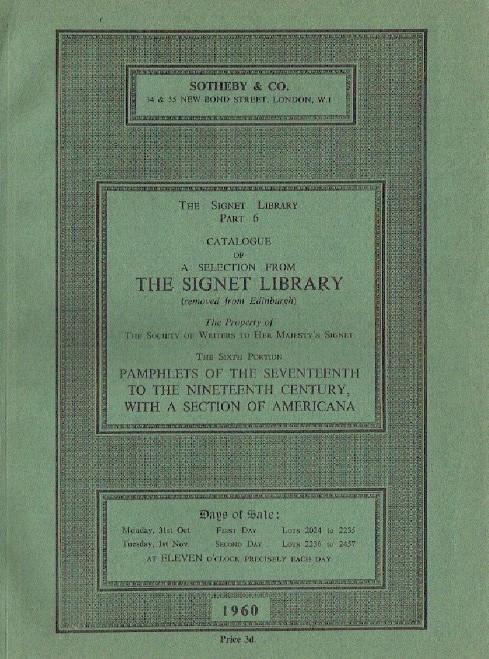 SOTHEBY & CO.
34 & 35 NEW BOND STREET, LONDON, W.1
THE SIGNET LIBRARY
PART 6
CATALOGUE
OF
A SELECTION FROM
THE SIGNET LIBRARY
(removed from Edinburgh)
The Property of
THE SOCIETY OF WRITERS TO HER MAJESTY'S SIGNET
THE SIXTH PORTION
PAMPHLETS OF THE SEVENTEENTH
TO THE NINETEENTH CENTURY,
WITH A SECTION OF AMERICANA
Days of Sale:
Monday, 31st Oct. FIRST DAY LOTS 2024 to 2235
Tuesday, 1st Nov. SECOND DAY LOTS 2236 to 2457
AT ELEVEN O'CLOCK PRECISELY EACH DAY
1960
Price 3d.